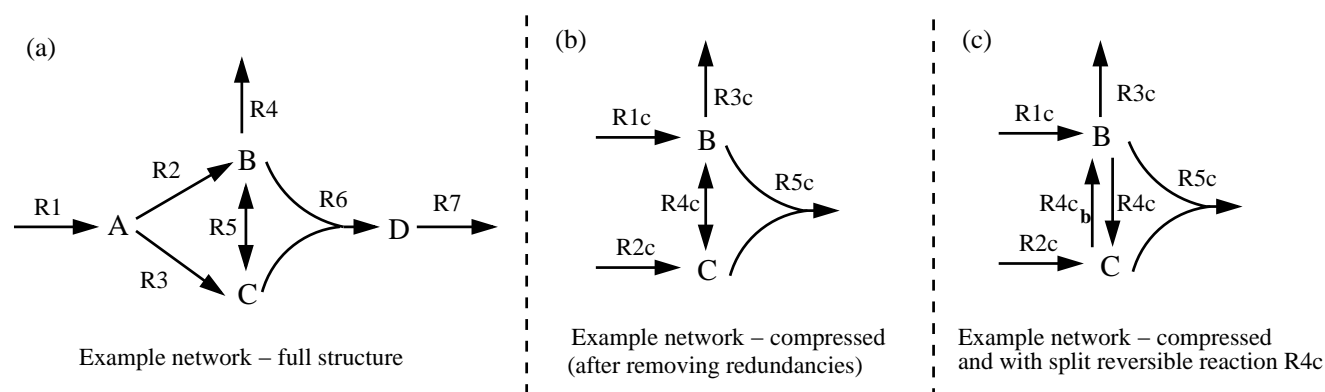 (a)
R4
B
R2
R6
R1
A
R5
D
R7
R3
C
Example network – full structure
(b)
R3c
R1c
B
R5c
R4c
R2c
C
Example network – compressed
(after removing redundancies)
(c)
R3c
R1c
B
R5c
R4cb R4c
R2c
C
Example network – compressed
and with split reversible reaction R4c